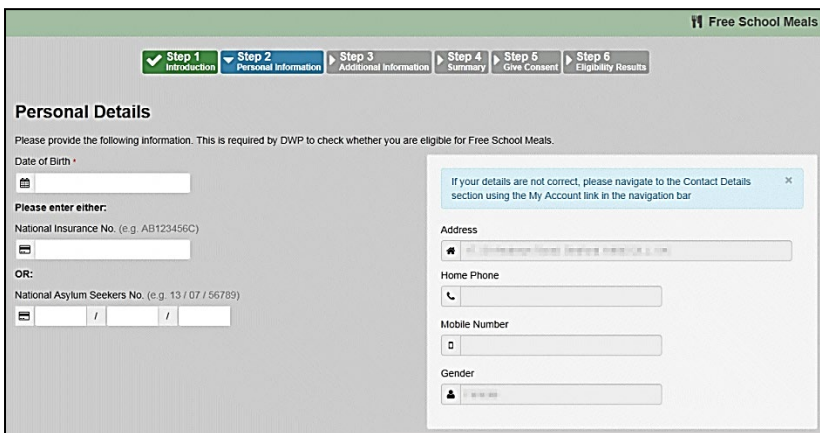 Free School Meals
Step 1
Introduction
Step 2
Personal Information
Step 3
Additional Information
Step 4
Summary
Step 5
Give Consent
Step 6
Eligibility Results
Personal Details
Please provide the following information. This is required by DWP to check whether you are eligible for Free School Meals.
Date of Birth *
Please enter either:
National Insurance No. (e.g. AB123456C)
OR:
National Asylum Seekers No. (e.g. 13 / 07 / 56789)
/ /
If your details are not correct, please navigate to the Contact Details
section using the My Account link in the navigation bar
×
Address
Home Phone
Mobile Number
Gender